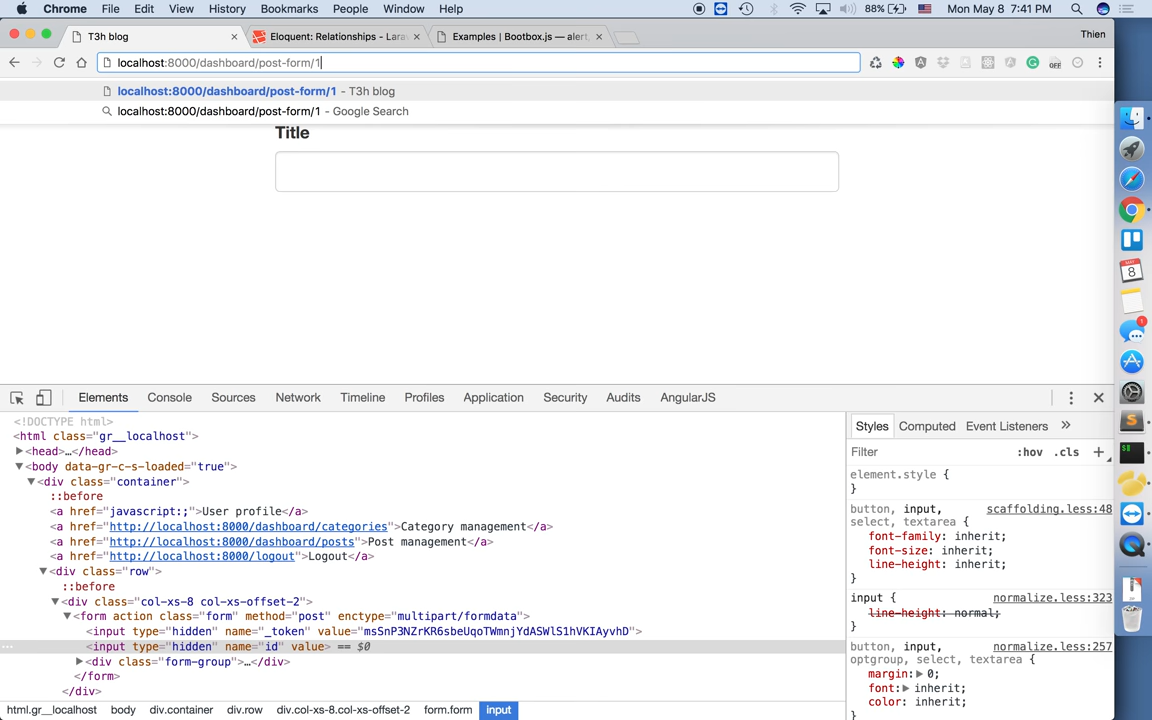 Chrome File Edit View History Bookmarks People Window Help 88% Mon May 8 7:41 PM
T3h blog Eloquent: Relationships - Lara Examples | Bootbox.js — alert, Thien
localhost:8000/dashboard/post-form/1
OFF
localhost:8000/dashboard/post-form/1 - T3h blog
localhost:8000/dashboard/post-form/1 - Google Search
Title
MAY
8
1
Elements Console Sources Network Timeline Profiles Application Security Audits AngularJS
<!DOCTYPE html>
<html class="gr__localhost">
<head>…</head>
<body data-gr-c-s-loaded="true">
<div class="container">
::before
<a href="javascript:;">User profile</a>
<a href="http://localhost:8000/dashboard/categories">Category management</a>
<a href="http://localhost:8000/dashboard/posts">Post management</a>
<a href="http://localhost:8000/logout">Logout</a>
<div class="row">
::before
<div class="col-xs-8 col-xs-offset-2">
<form action class="form" method="post" enctype="multipart/formdata">
<input type="hidden" name="_token" value="msSnP3NZrKR6sbeUqoTWmnjYdASWlS1hVKIAyvhD">
<input type="hidden" name="id" value> == $0
<div class="form-group">…</div>
</form>
</div>
html.gr__localhost body div.container div.row div.col-xs-8.col-xs-offset-2 form.form input
Styles Computed Event Listeners »
Filter :hov .cls +
element.style {
}
button, input, scaffolding.less:48
select, textarea {
font-family: inherit;
font-size: inherit;
line-height: inherit;
}
input { normalize.less:323
line-height: normal;
}
button, input, normalize.less:257
optgroup, select, textarea {
margin: 0;
font: inherit;
color: inherit;
}